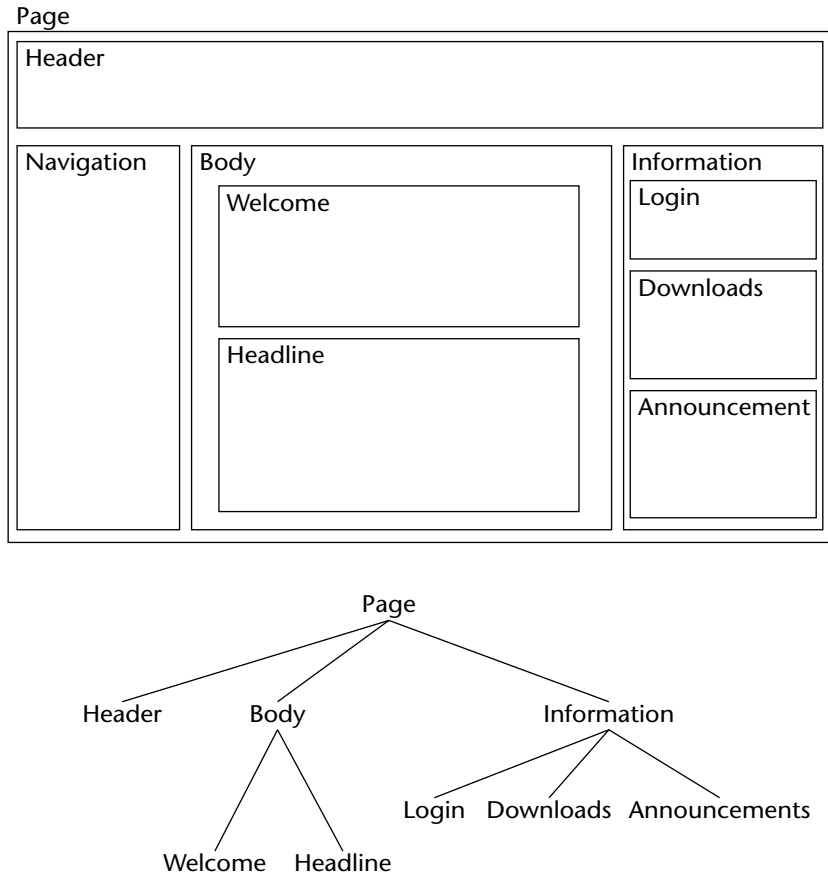 Page
Header
Navigation
Body
Welcome
Headline
Information
Login
Downloads
Announcement
Page
Header Body Information
Login Downloads Announcements
Welcome Headline